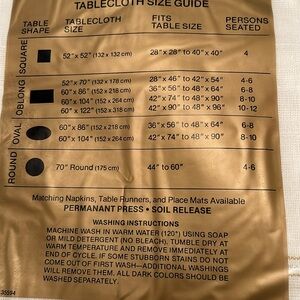 TABLECLOTH SIZE GUIDE
TABLE SHAPE TABLECLOTH SIZE FITS TABLE SIZE PERSONS SEATED
SQUARE 52" x 52" (132 x 132 cm) 28" x 28" to 40" x 40" 4
OBLONG 52" x 70" (132 x 178 cm) 28" x 46" to 42" x 54" 4-6
60" x 86" (152 x 218 cm) 36" x 56" to 48" x 64" 6-8
60" x 104" (152 x 264 cm) 42" x 72" to 48" x 84" 8-10
60" x 122" (152 x 318 cm) 42" x 90" to 48" x 96" 10-12
OVAL 60" x 86" (152 x 218 cm) 36" x 56" to 48" x 64" 6-8
60" x 104" (152 x 264 cm) 42" x 74" to 48" x 90" 8-10
ROUND 70" Round (175 cm) 44" to 60" 4-6
Matching Napkins, Table Runners, and Place Mats Available
PERMANENT PRESS • SOIL RELEASE
WASHING INSTRUCTIONS
MACHINE WASH IN WARM WATER (120°) USING SOAP
OR MILD DETERGENT (NO BLEACH). TUMBLE DRY AT
WARM TEMPERATURE AND REMOVE IMMEDIATELY AT
END OF CYCLE. IF SOME STUBBORN STAINS DO NOT
COME OUT OF FIRST WASH—ADDITIONAL WASHINGS
WILL REMOVE THEM, ALL DARK COLORS SHOULD BE
WASHED SEPARATELY.
35594